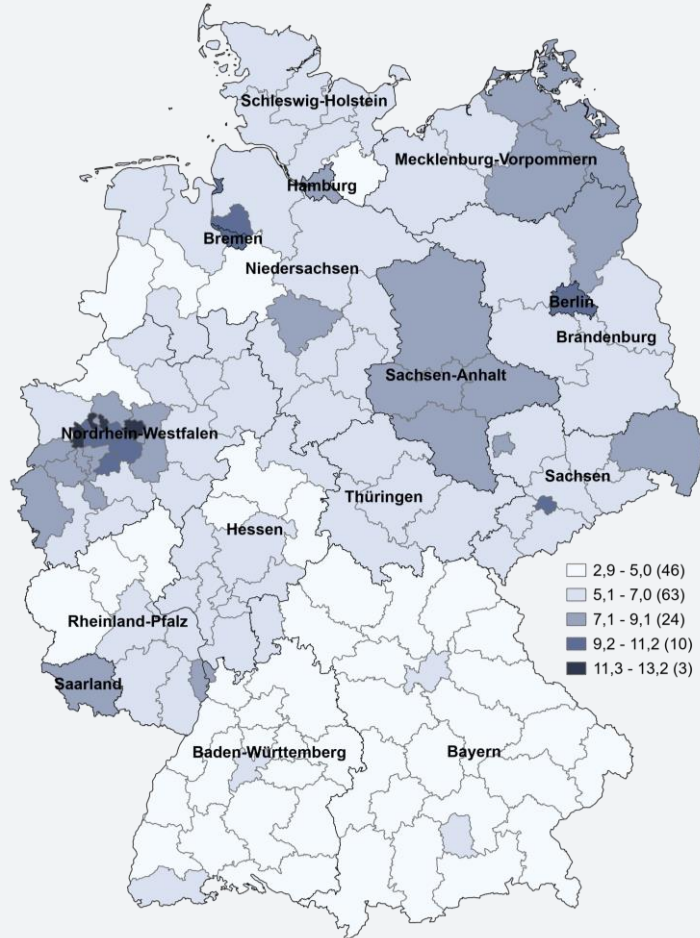 Schleswig-Holstein
Mecklenburg-Vorpommern
Hamburg
Bremen
Niedersachsen
Berlin
Brandenburg
Sachsen-Anhalt
Nordrhein-Westfalen
Sachsen
Thüringen
Hessen
2,9 - 5,0 (46)
5,1 - 7,0 (63)
7,1 - 9,1 (24)
9,2 - 11,2 (10)
11,3 - 13,2 (3)
Rheinland-Pfalz
Saarland
Baden-Württemberg
Bayern